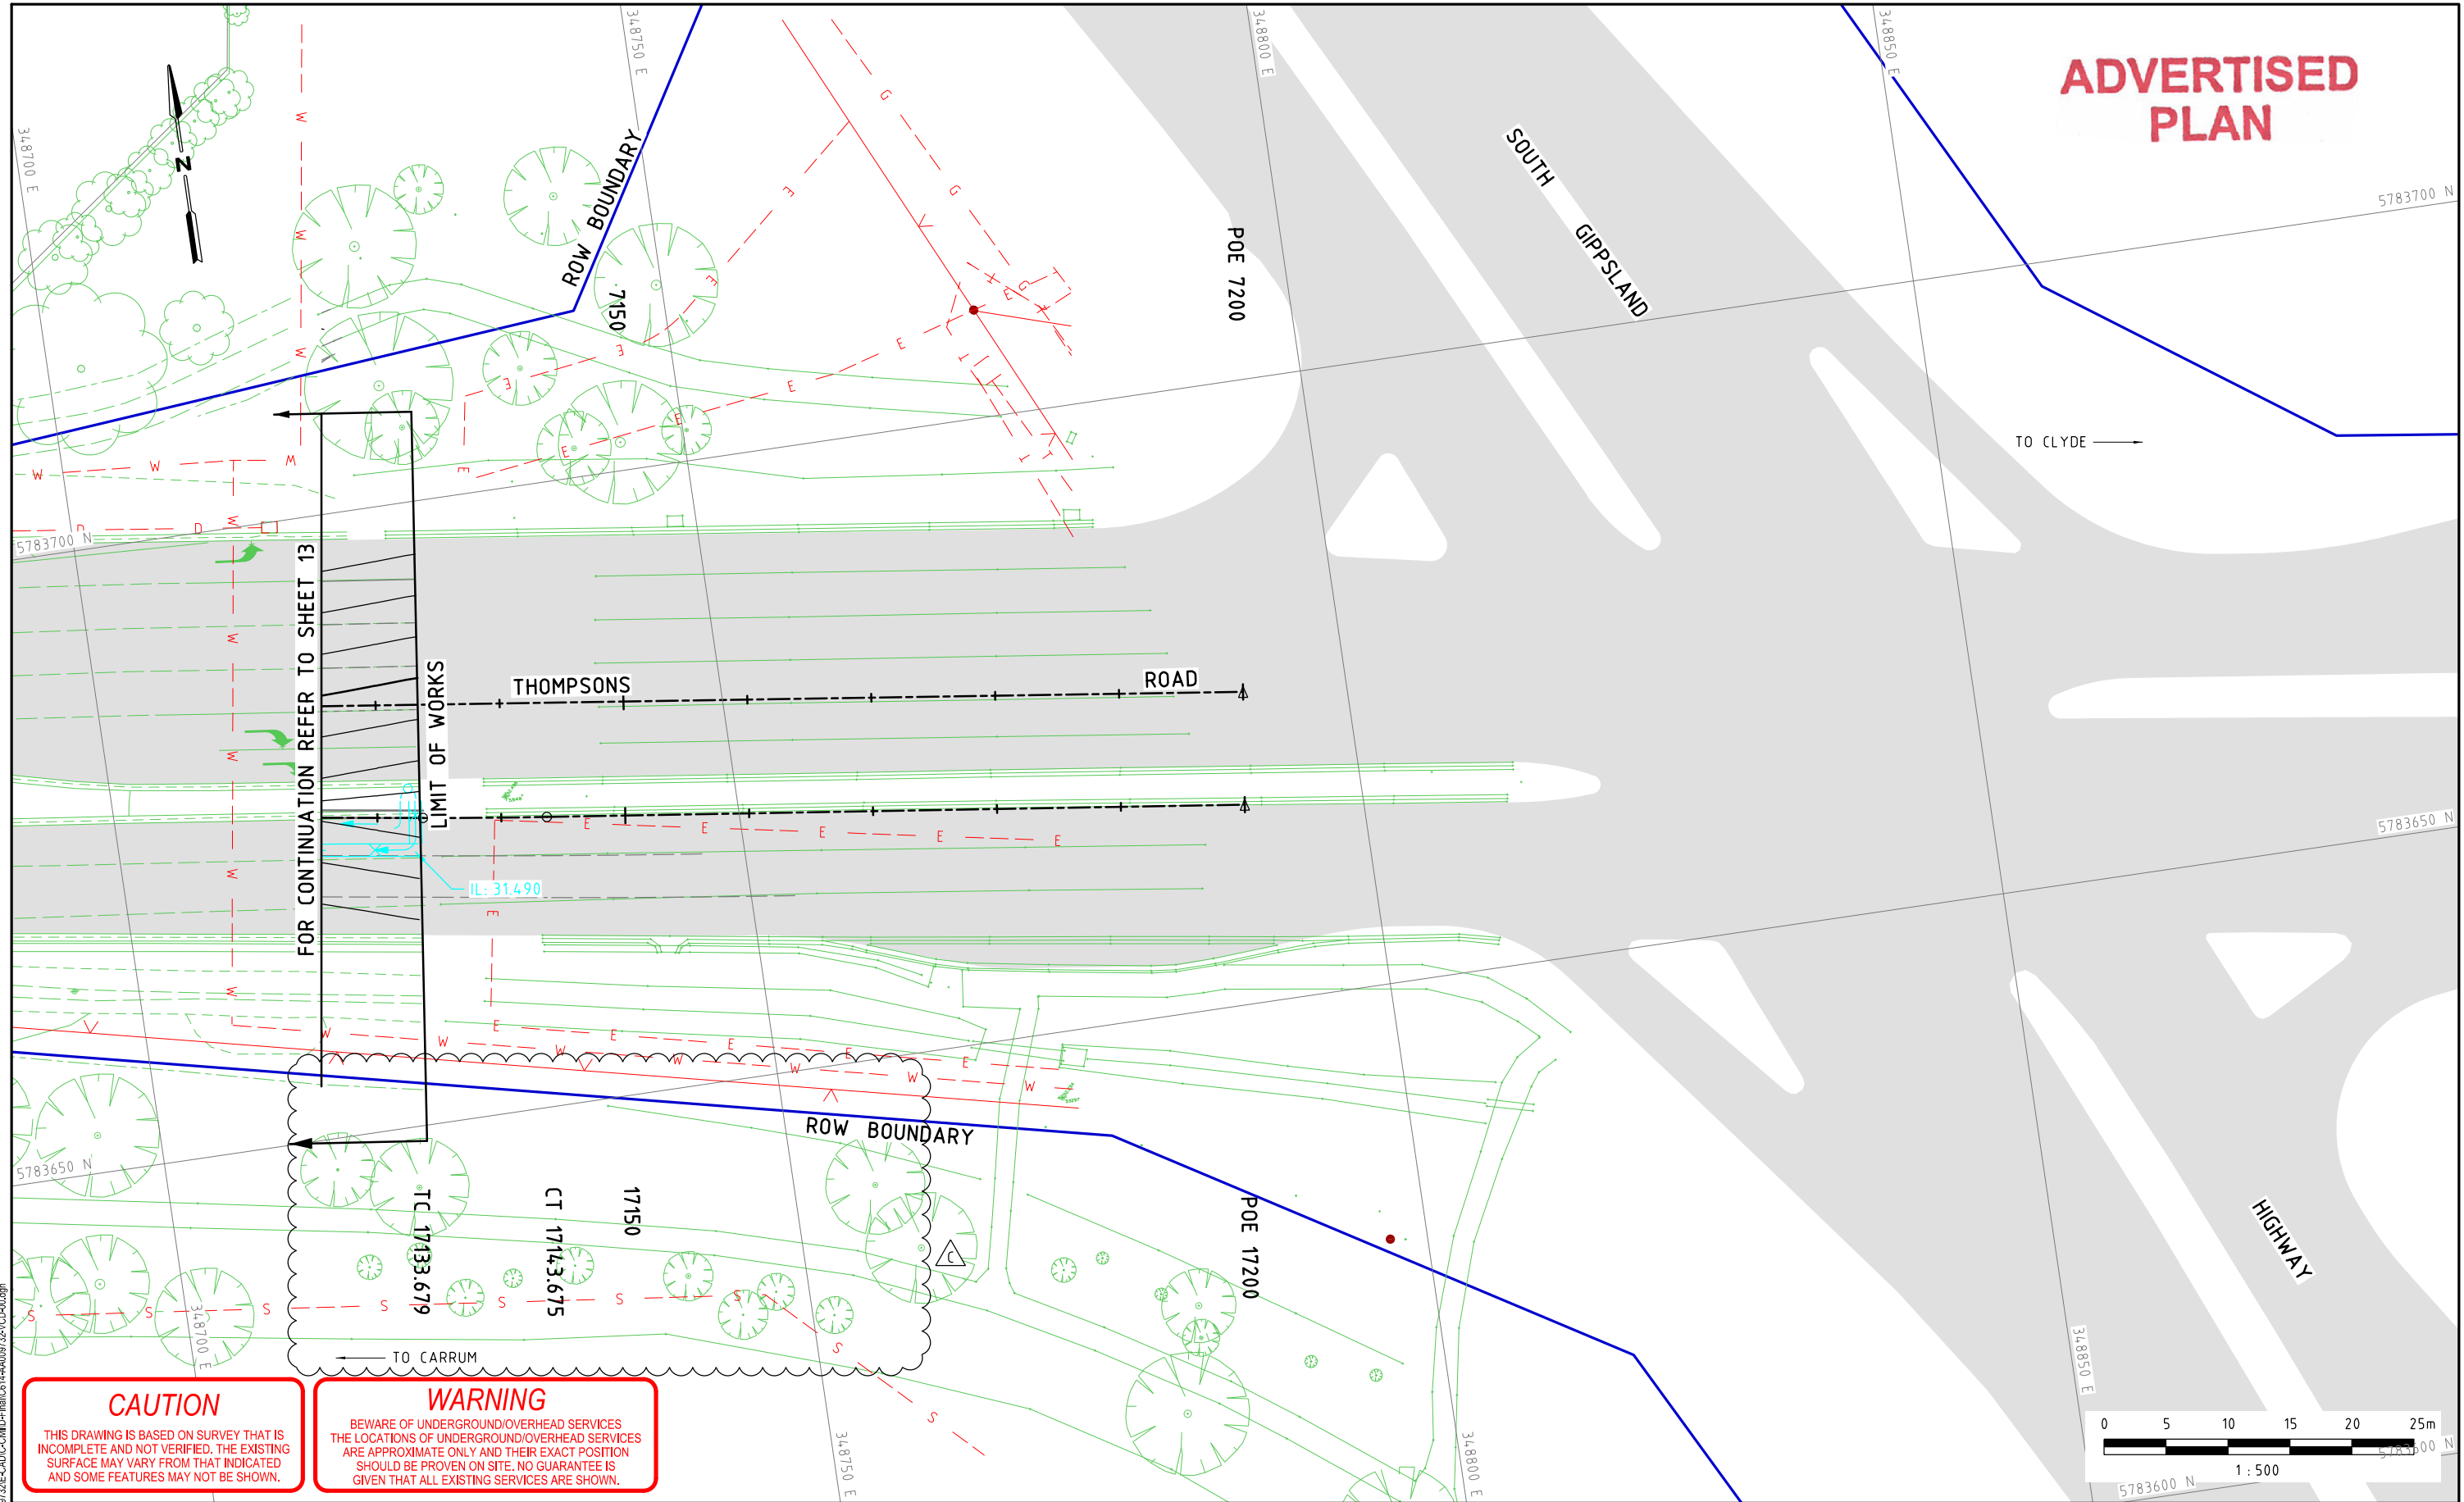 ADVERTISED
PLAN
348750 E
348800 E
348850 E
348700 E
N
ROW BOUNDARY
7150
POE 7200
SOUTH
GIPPSLAND
5783700 N
TO CLYDE
5783700 N
FOR CONTINUATION REFER TO SHEET 13
LIMIT OF WORKS
THOMPSONS
ROAD
IL: 31.490
5783650 N
ROW BOUNDARY
5783650 N
TC 17133.679
CT 17143.675
17150
C
POE 17200
HIGHWAY
TO CARRUM
348700 E
348750 E
348800 E
348850 E
CAUTION
THIS DRAWING IS BASED ON SURVEY THAT IS
INCOMPLETE AND NOT VERIFIED. THE EXISTING
SURFACE MAY VARY FROM THAT INDICATED
AND SOME FEATURES MAY NOT BE SHOWN.
WARNING
BEWARE OF UNDERGROUND/OVERHEAD SERVICES
THE LOCATIONS OF UNDERGROUND/OVERHEAD SERVICES
ARE APPROXIMATE ONLY AND THEIR EXACT POSITION
SHOULD BE PROVEN ON SITE. NO GUARANTEE IS
GIVEN THAT ALL EXISTING SERVICES ARE SHOWN.
0 5 10 15 20 25m
5783600 N
1 : 500
5783600 N